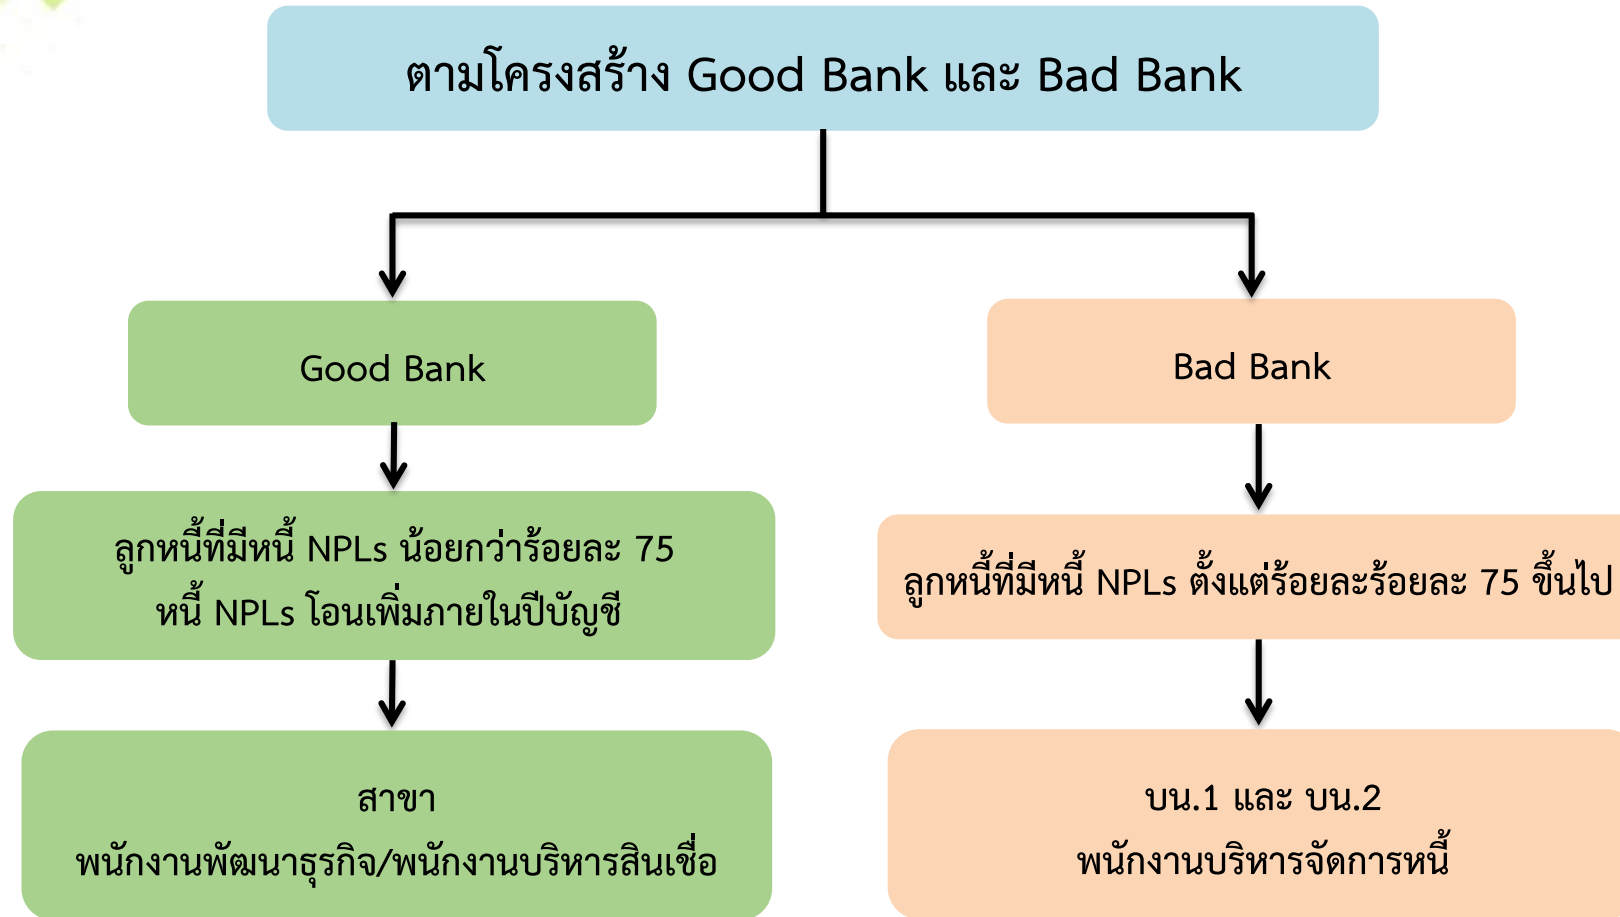 ตามโครงสร้าง Good Bank และ Bad Bank
Good Bank
Bad Bank
ลูกหนี้ที่มีหนี้ NPLs น้อยกว่าร้อยละ 75
หนี้ NPLs โอนเพิ่มภายในปีบัญชี
ลูกหนี้ที่มีหนี้ NPLs ตั้งแต่ร้อยละร้อยละ 75 ขึ้นไป
สาขา
พนักงานพัฒนาธุรกิจ/พนักงานบริหารสินเชื่อ
บน.1 และ บน.2
พนักงานบริหารจัดการหนี้